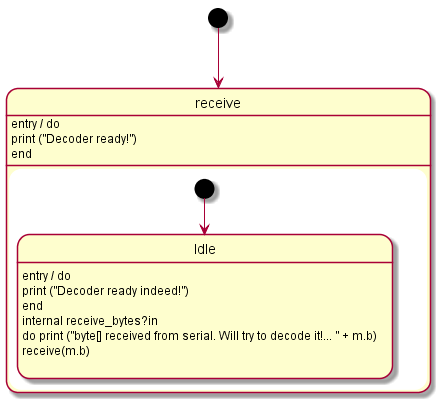 receive
entry / do
print ("Decoder ready!")
end
Idle
entry / do
print ("Decoder ready indeed!")
end
internal receive_bytes?in
do print ("byte[] received from serial. Will try to decode it!... " + m.b)
receive(m.b)